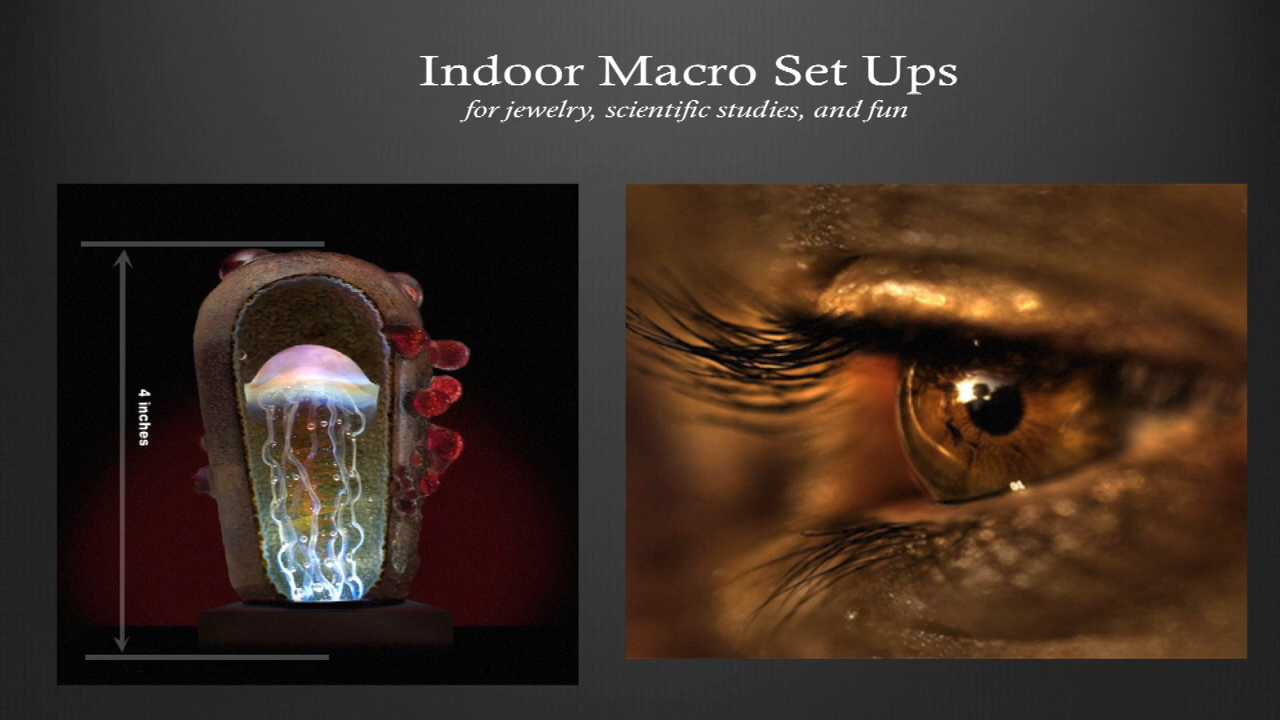 Indoor Macro Set Ups
for jewelry, scientific studies, and fun
4 inches